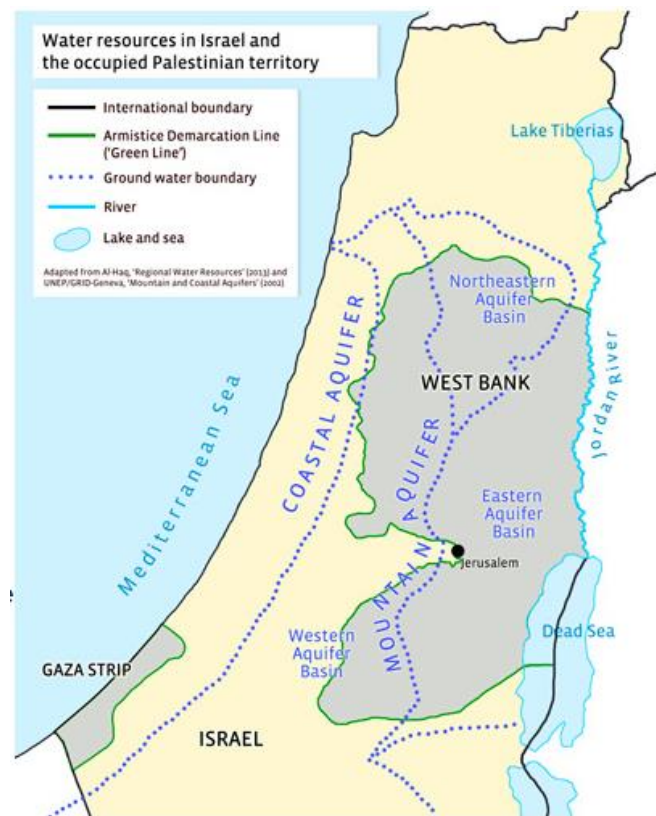 Water resources in Israel and
the occupied Palestinian territory
International boundary
Armistice Demarcation Line
('Green Line')
Ground water boundary
River
Lake and sea
Adapted from Al-Haq, 'Regional Water Resources' (2013) and
UNEP/GRID-Geneva, 'Mountain and Coastal Aquifers' (2002)
Lake Tiberias
Northeastern
Aquifer
Basin
Jordan River
COASTAL AQUIFER
WEST BANK
Mediterranean Sea
MOUNTAIN AQUIFER
Eastern
Aquifer
Basin
Jerusalem
Western
Aquifer
Basin
Dead Sea
GAZA STRIP
ISRAEL